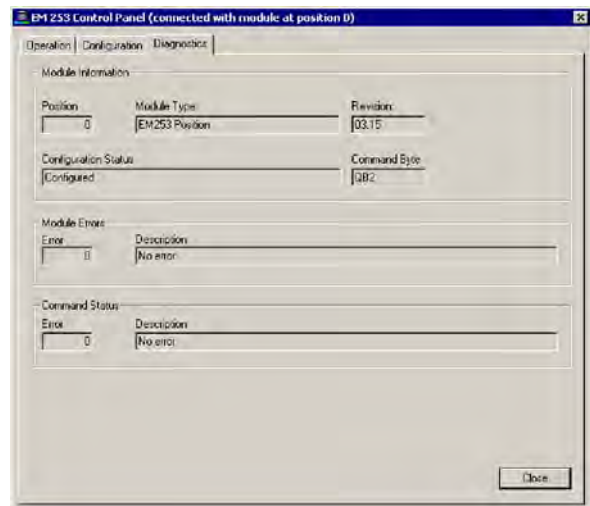 EM 253 Control Panel (connected with module at position 0)
Operation Configuration Diagnostics
Module Information
Position Module Type: Revision:
0 EM253 Position 03.15
Configuration Status Command Byte
Configured QB2
Module Errors
Error Description
0 No error
Command Status
Error Description
0 No error
Close